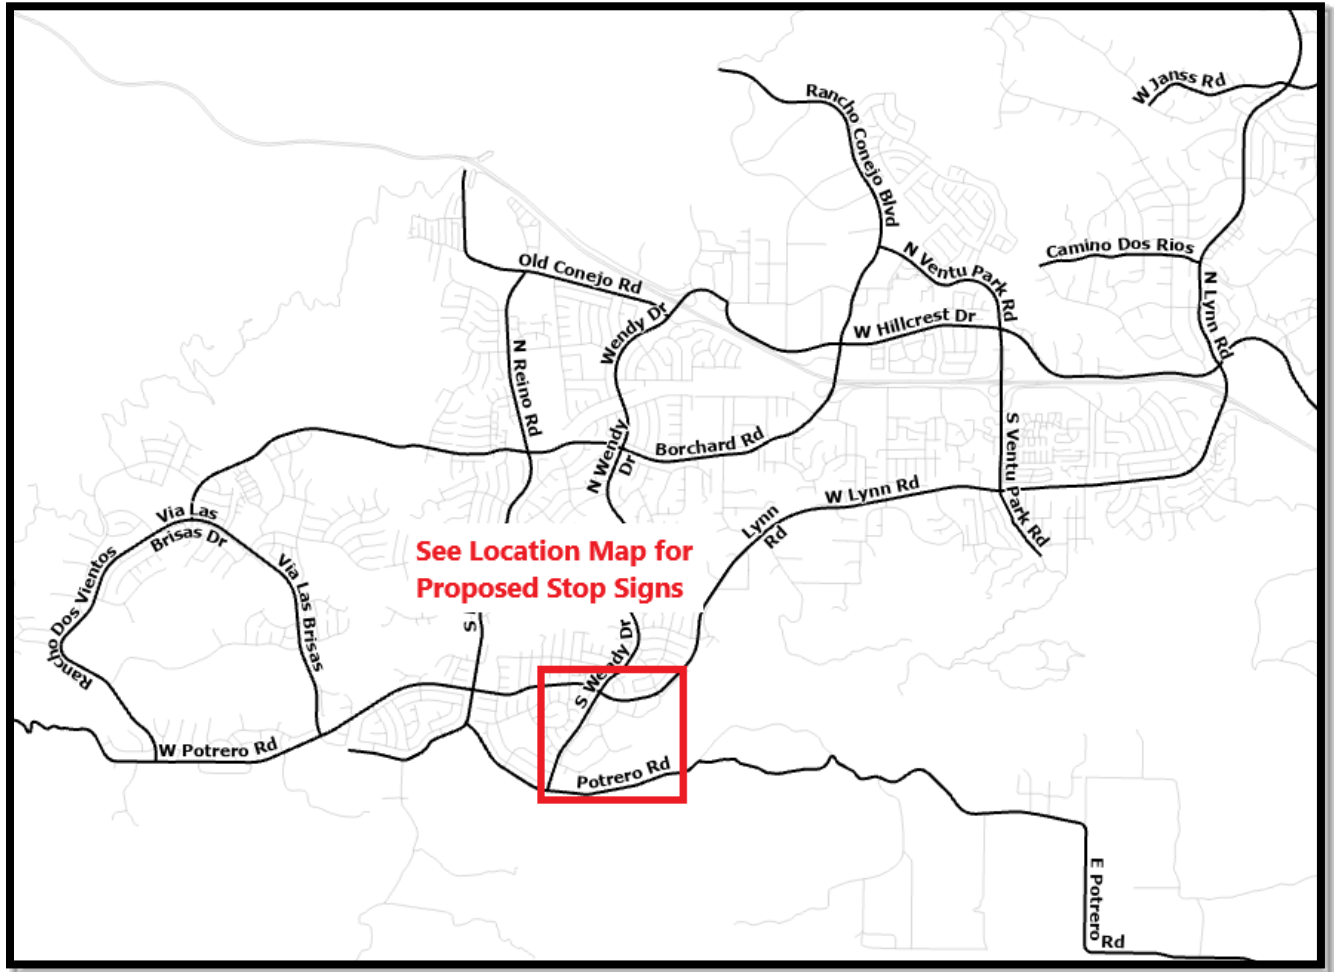 W Janss Rd
Rancho Conejo Blvd
Camino Dos Rios
N Ventu Park Rd
Old Conejo Rd
N Lynn Rd
Wendy Dr
W Hillcrest Dr
N Reino Rd
S Ventu Park Rd
Borchard Rd
N Wendy
Dr
W Lynn Rd
Via Las
Brisas Dr
Lynn
Rd
See Location Map for
Proposed Stop Signs
Rancho Dos Vientos
Via Las Brisas
S
S Wendy Dr
W Potrero Rd
Potrero Rd
E Potrero
Rd